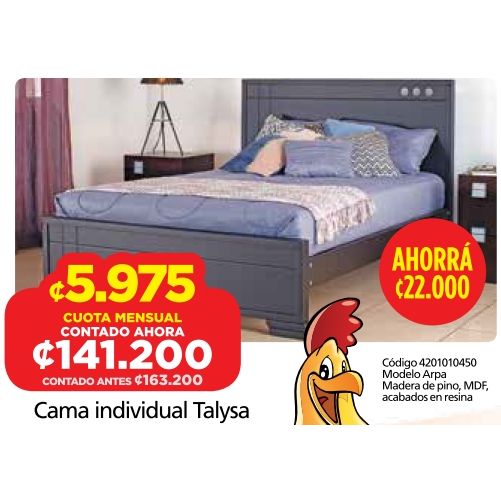 ¢5.975
CUOTA MENSUAL
CONTADO AHORA
¢141.200
CONTADO ANTES ¢163.200
AHORRÁ
¢22.000
Cama individual Talysa
Código 4201010450
Modelo Arpa
Madera de pino, MDF,
acabados en resina